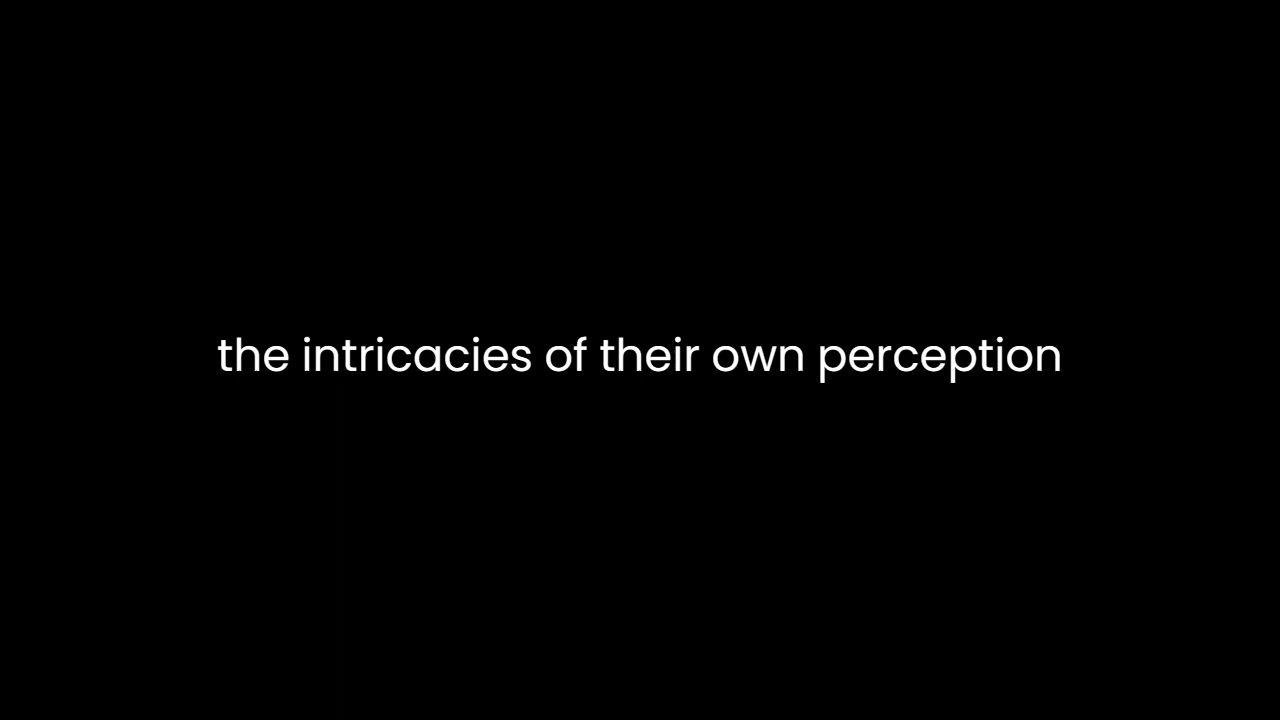 the intricacies of their own perception